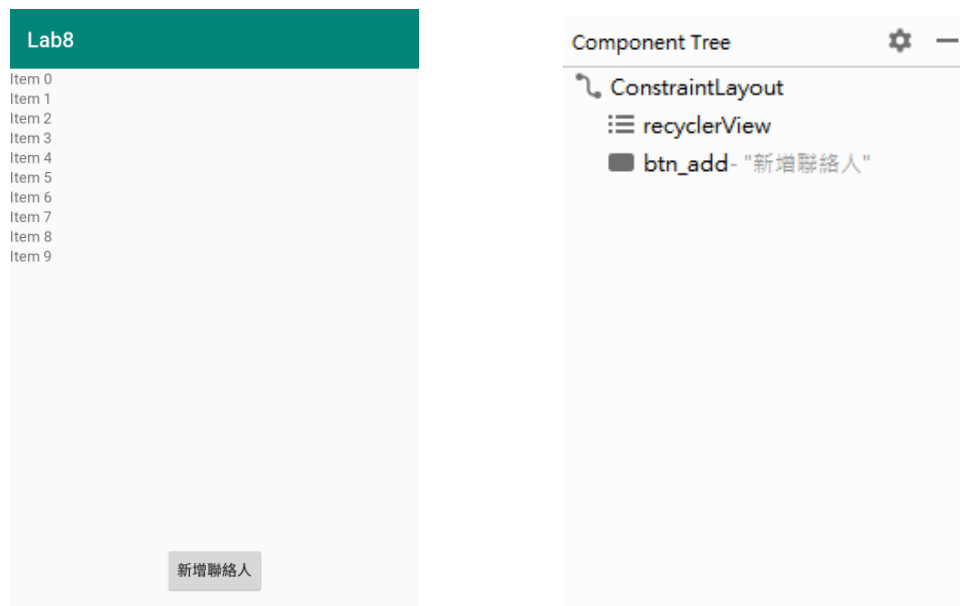 Lab8
Item 0
Item 1
Item 2
Item 3
Item 4
Item 5
Item 6
Item 7
Item 8
Item 9
新增聯絡人
Component Tree
ConstraintLayout
recyclerView
btn_add- "新增聯絡人"